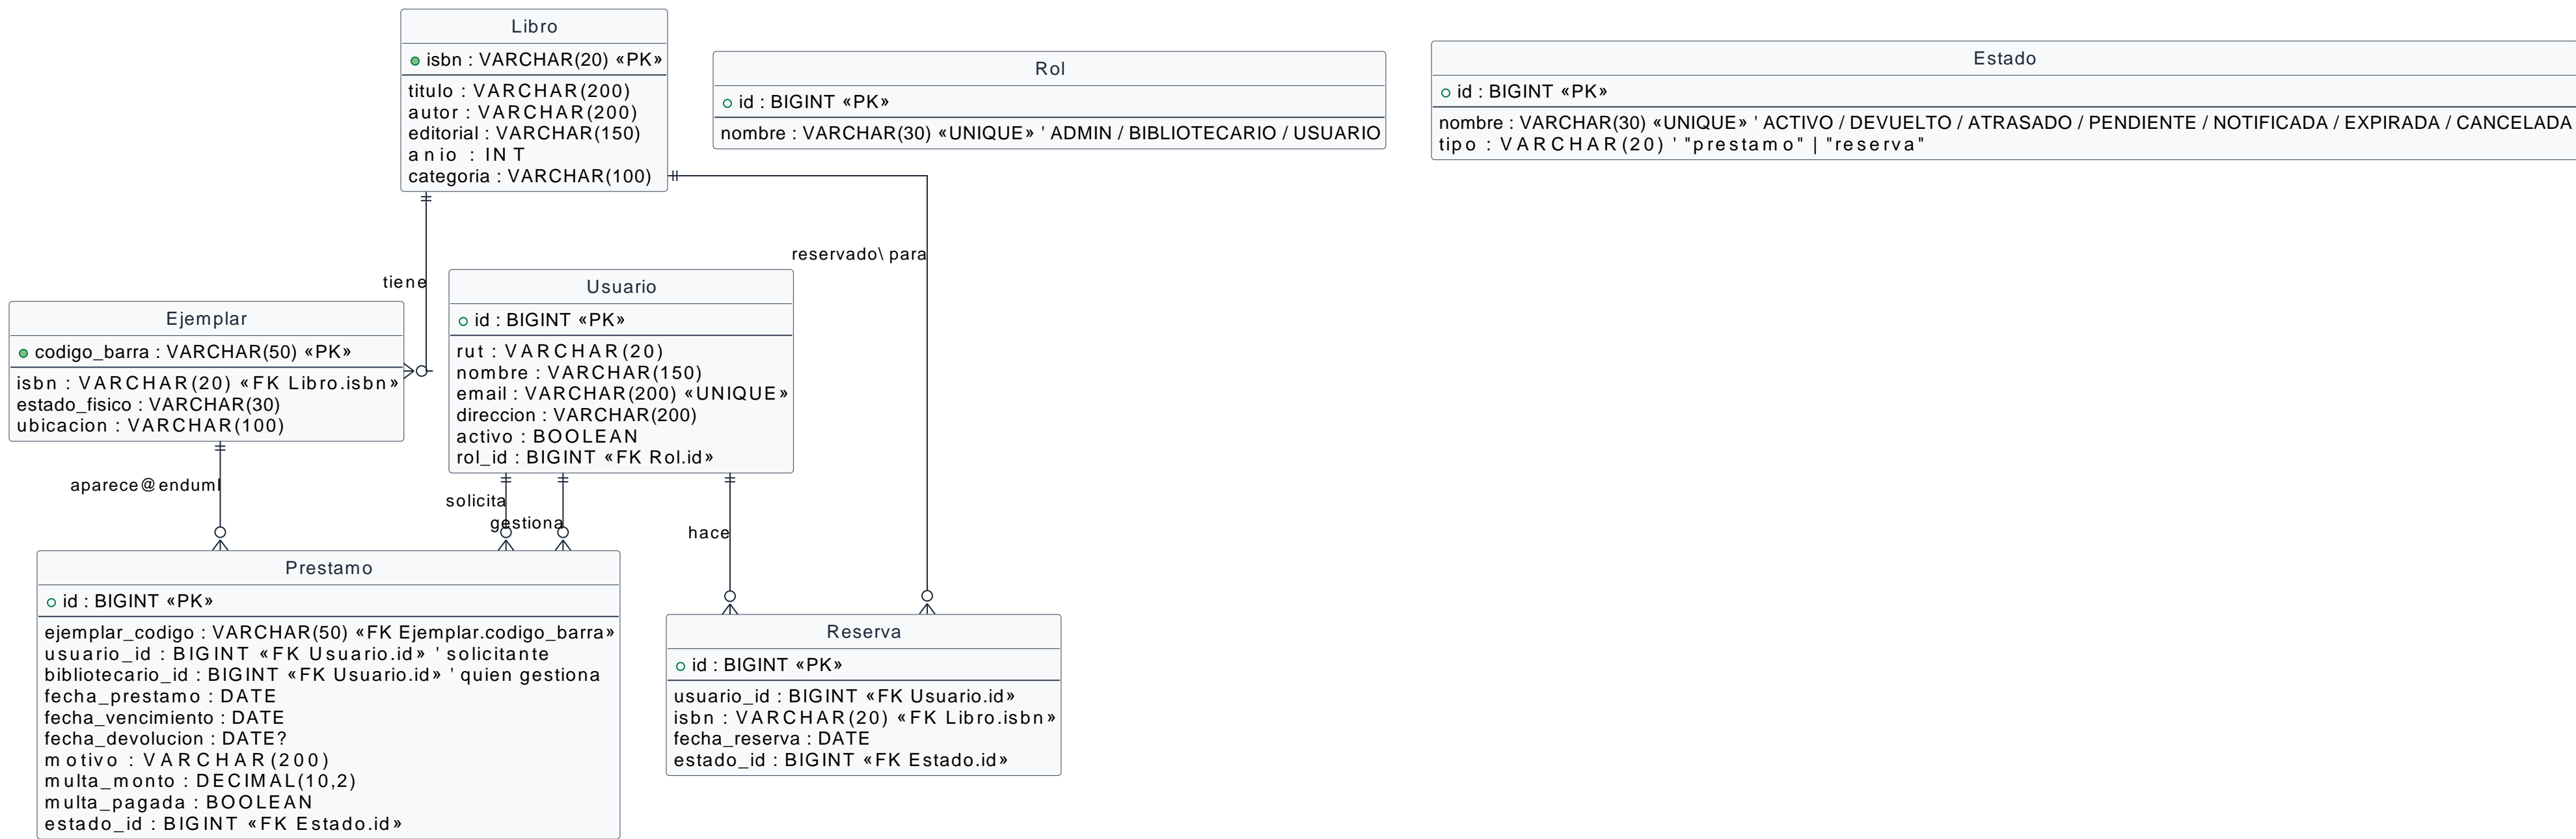 Libro
isbn : VARCHAR(20) «PK»
titulo : VARCHAR(200)
autor : VARCHAR(200)
editorial : VARCHAR(150)
anio : INT
categoria : VARCHAR(100)
Rol
id : BIGINT «PK»
nombre : VARCHAR(30) «UNIQUE» ' ADMIN / BIBLIOTECARIO / USUARIO
Estado
id : BIGINT «PK»
nombre : VARCHAR(30) «UNIQUE» ' ACTIVO / DEVUELTO / ATRASADO / PENDIENTE / NOTIFICADA / EXPIRADA / CANCELADA
tipo : VARCHAR(20) ' "prestamo" | "reserva"
reservado\ para
tiene
Ejemplar
codigo_barra : VARCHAR(50) «PK»
isbn : VARCHAR(20) «FK Libro.isbn»
estado_fisico : VARCHAR(30)
ubicacion : VARCHAR(100)
Usuario
id : BIGINT «PK»
rut : VARCHAR(20)
nombre : VARCHAR(150)
email : VARCHAR(200) «UNIQUE»
direccion : VARCHAR(200)
activo : BOOLEAN
rol_id : BIGINT «FK Rol.id»
aparece@enduml
solicita
gestiona
hace
Prestamo
id : BIGINT «PK»
ejemplar_codigo : VARCHAR(50) «FK Ejemplar.codigo_barra»
usuario_id : BIGINT «FK Usuario.id» ' solicitante
bibliotecario_id : BIGINT «FK Usuario.id» ' quien gestiona
fecha_prestamo : DATE
fecha_vencimiento : DATE
fecha_devolucion : DATE?
motivo : VARCHAR(200)
multa_monto : DECIMAL(10,2)
multa_pagada : BOOLEAN
estado_id : BIGINT «FK Estado.id»
Reserva
id : BIGINT «PK»
usuario_id : BIGINT «FK Usuario.id»
isbn : VARCHAR(20) «FK Libro.isbn»
fecha_reserva : DATE
estado_id : BIGINT «FK Estado.id»